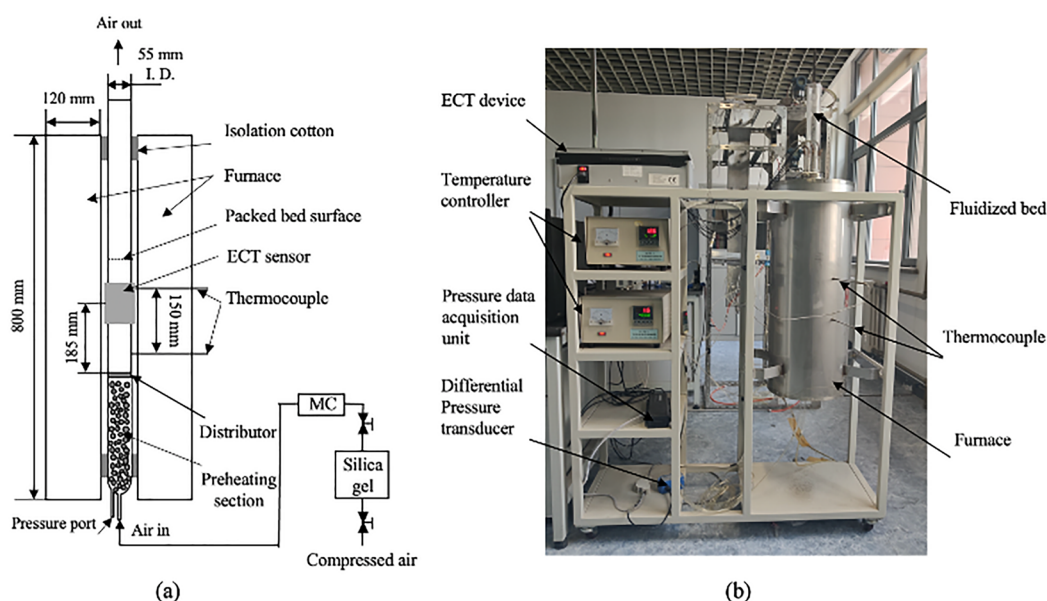 Air out
55 mm
I. D.
120 mm
Isolation cotton
Furnace
Packed bed surface
ECT sensor
Thermocouple
800 mm
150 mm
185 mm
MC
Distributor
Silica
gel
Preheating
section
Pressure port
Air in
Compressed air
(a)
ECT device
Temperature
controller
Fluidized bed
Pressure data
acquisition
unit
Thermocouple
Differential
Pressure
transducer
Furnace
(b)